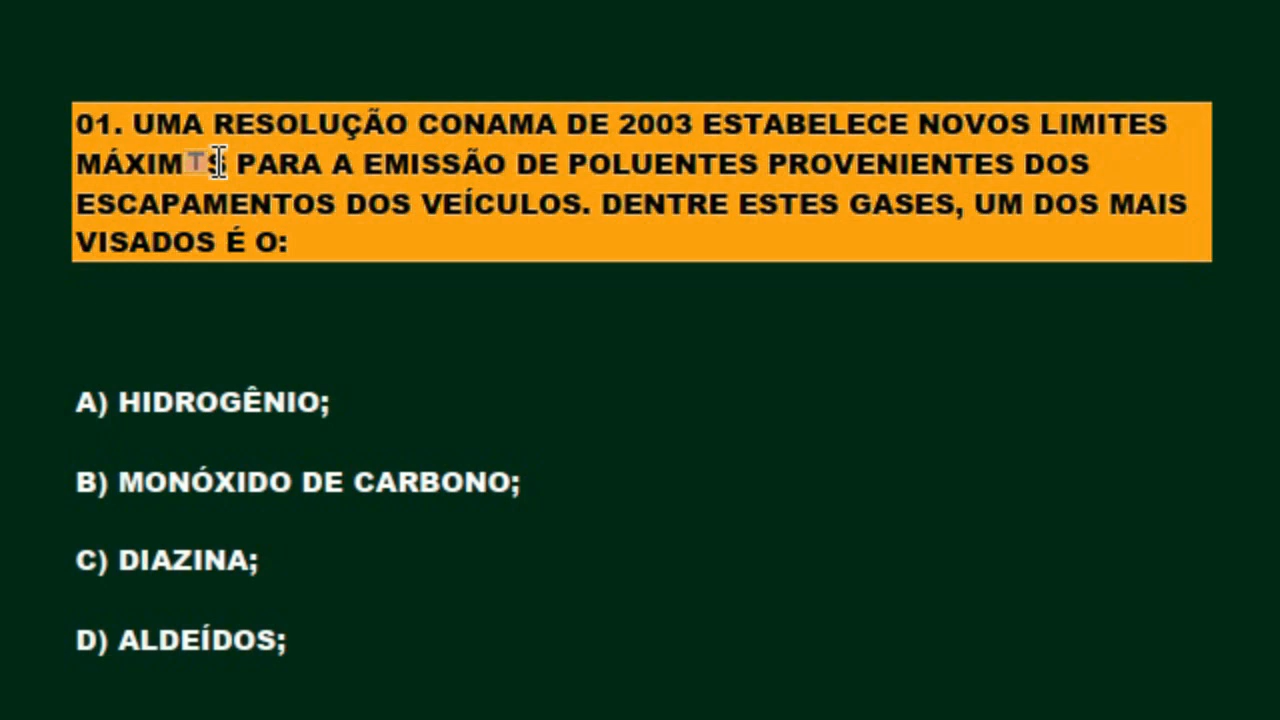 01. UMA RESOLUÇÃO CONAMA DE 2003 ESTABELECE NOVOS LIMITES
PARA A EMISSÃO DE POLUENTES PROVENIENTES DOS
ESCAPAMENTOS DOS VEÍCULOS. DENTRE ESTES GASES, UM DOS MAIS
VISADOS É O:
A) HIDROGÊNIO;
B) MONÓXIDO DE CARBONO;
C) DIAZINA;
D) ALDEÍDOS;